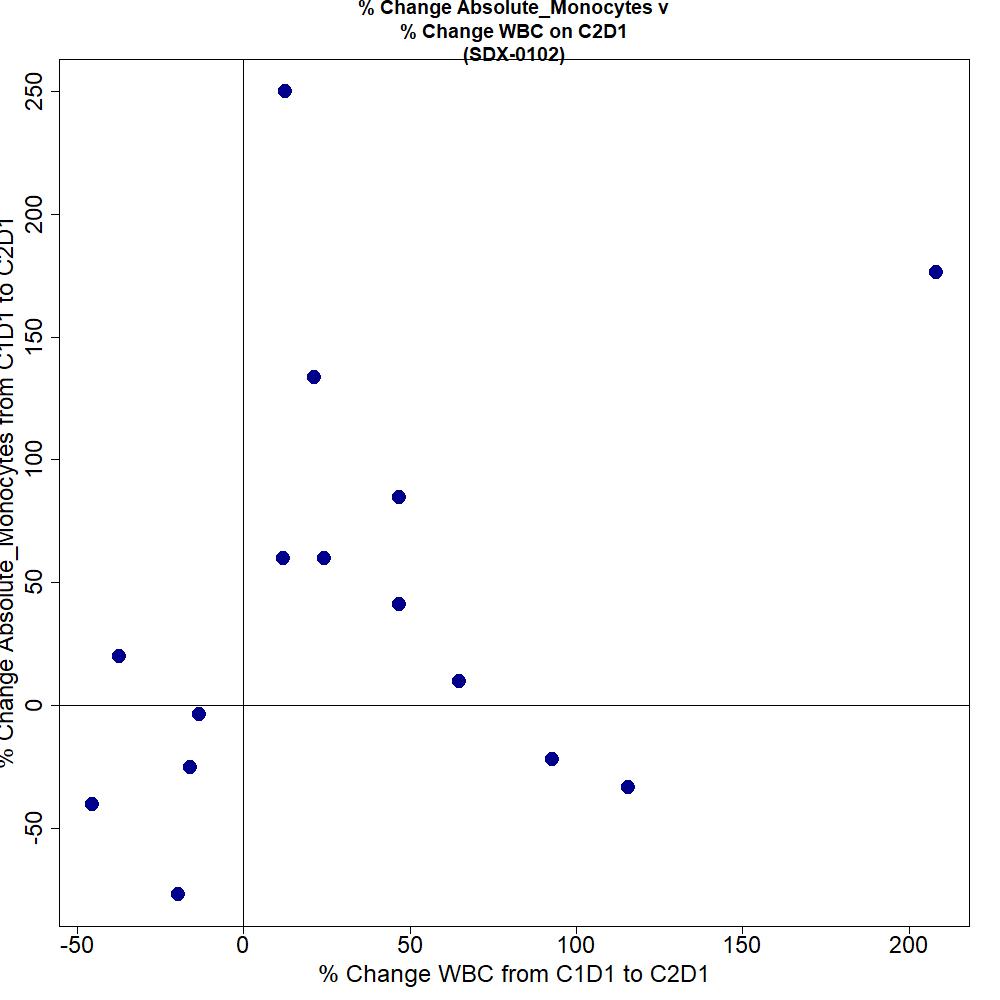 % Change Absolute_Monocytes v
% Change WBC on C2D1
(SDX-0102)
% Change Absolute_Monocytes from C1D1 to C2D1
250
200
150
100
50
0
-50
-50 0 50 100 150 200
% Change WBC from C1D1 to C2D1